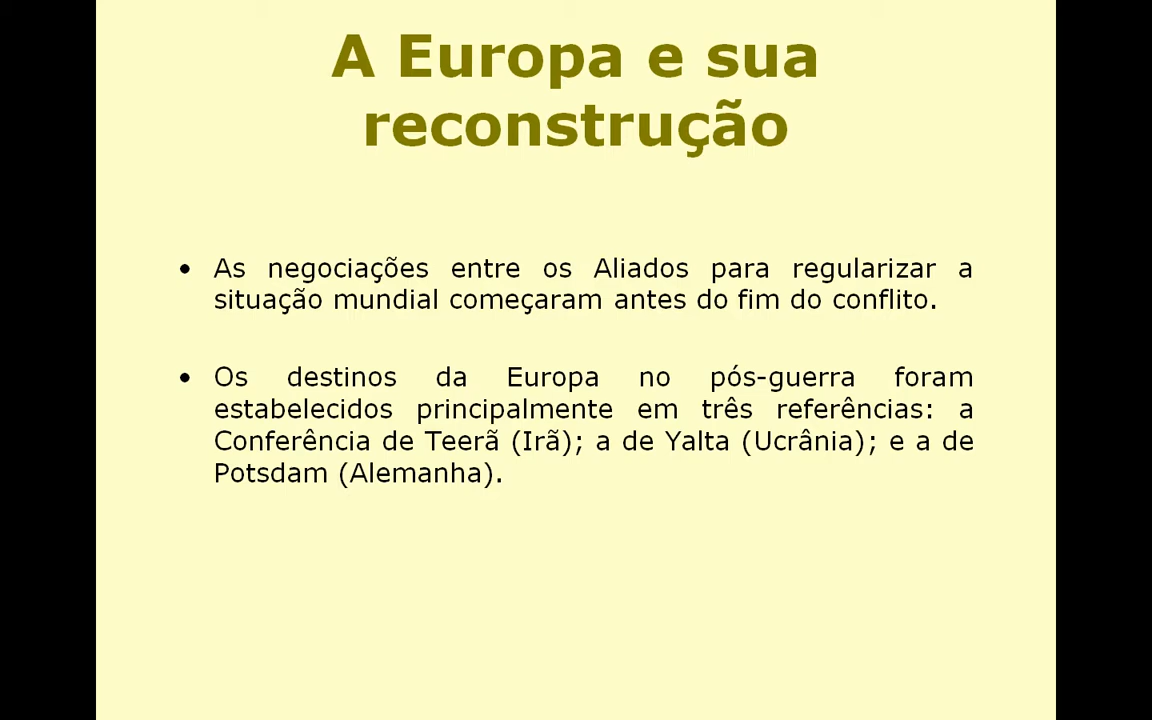 A Europa e sua
reconstrução
• As negociações entre os Aliados para regularizar a
situação mundial começaram antes do fim do conflito.
• Os destinos da Europa no pós-guerra foram
estabelecidos principalmente em três referências: a
Conferência de Teerã (Irã); a de Yalta (Ucrânia); e a de
Potsdam (Alemanha).